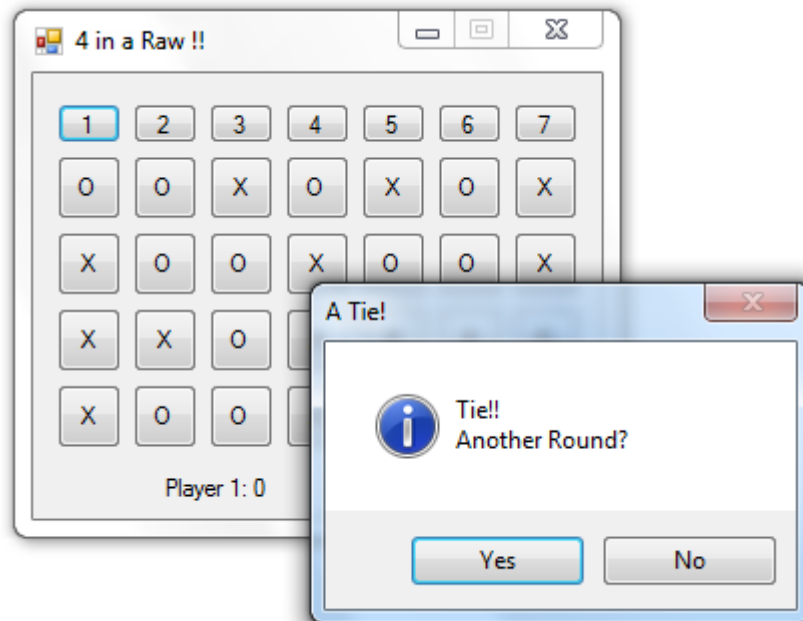 4 in a Raw !!
1 2 3 4 5 6 7
O O X O X O X
X O O X O O X
X X O
X O O
Player 1: 0
A Tie!
Tie!!
Another Round?
Yes No